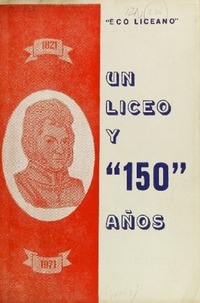 "ECO LICEANO"
1821
UN
LICEO
Y
"150"
AÑOS
1971